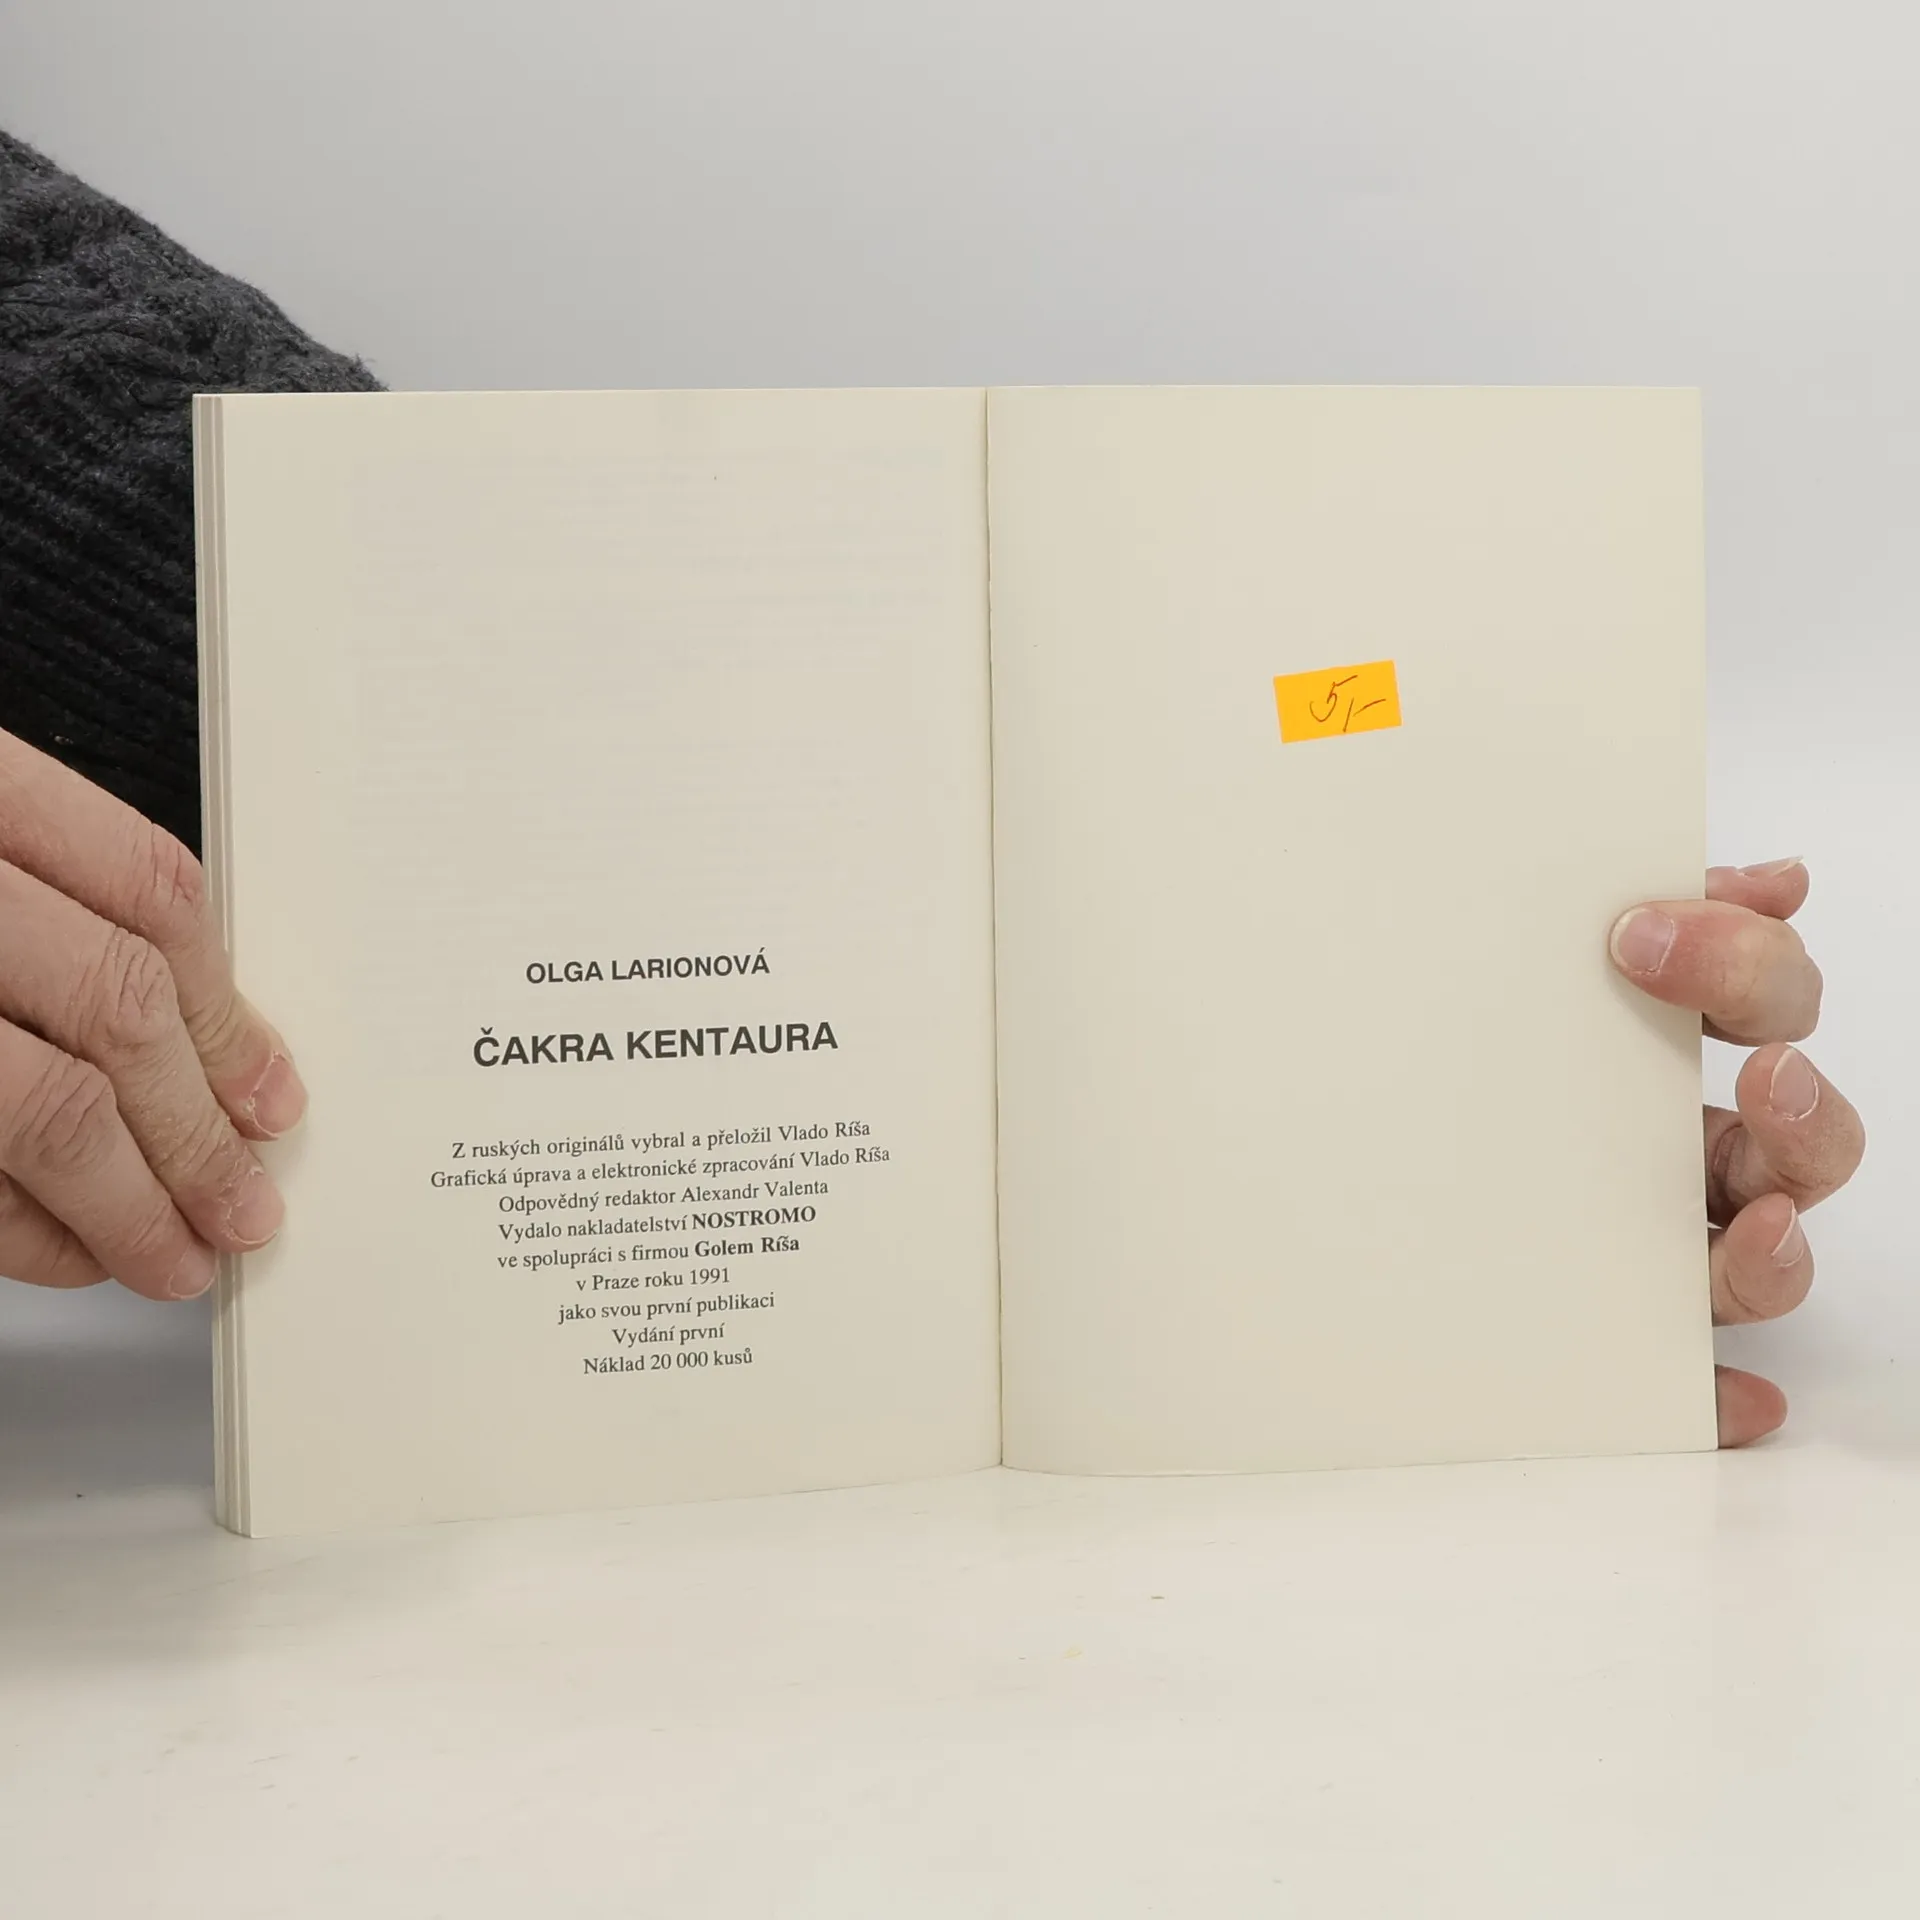 OLGA LARIONOVÁ
ČAKRA KENTAURA
Z ruských originálů vybral a přeložil Vlado Ríša
Grafická úprava a elektronické zpracování Vlado Ríša
Odpovědný redaktor Alexandr Valenta
Vydalo nakladatelství NOSTROMO
ve spolupráci s firmou Golem Ríša
v Praze roku 1991
jako svou první publikaci
Vydání první
Náklad 20 000 kusů
5,-